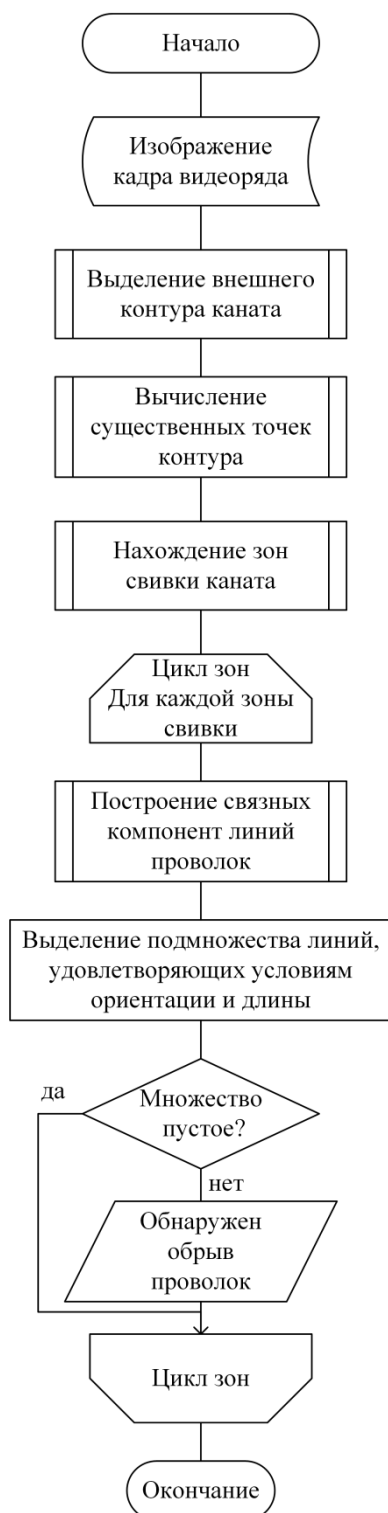 Начало
Изображение
кадра видеоряда
Выделение внешнего
контура каната
Вычисление
существенных точек
контура
Нахождение зон
свивки каната
Цикл зон
Для каждой зоны
свивки
Построение связных
компонент линий
проволок
Выделение подмножества линий,
удовлетворяющих условиям
ориентации и длины
да
Множество
пустое?
нет
Обнаружен
обрыв
проволок
Цикл зон
Окончание